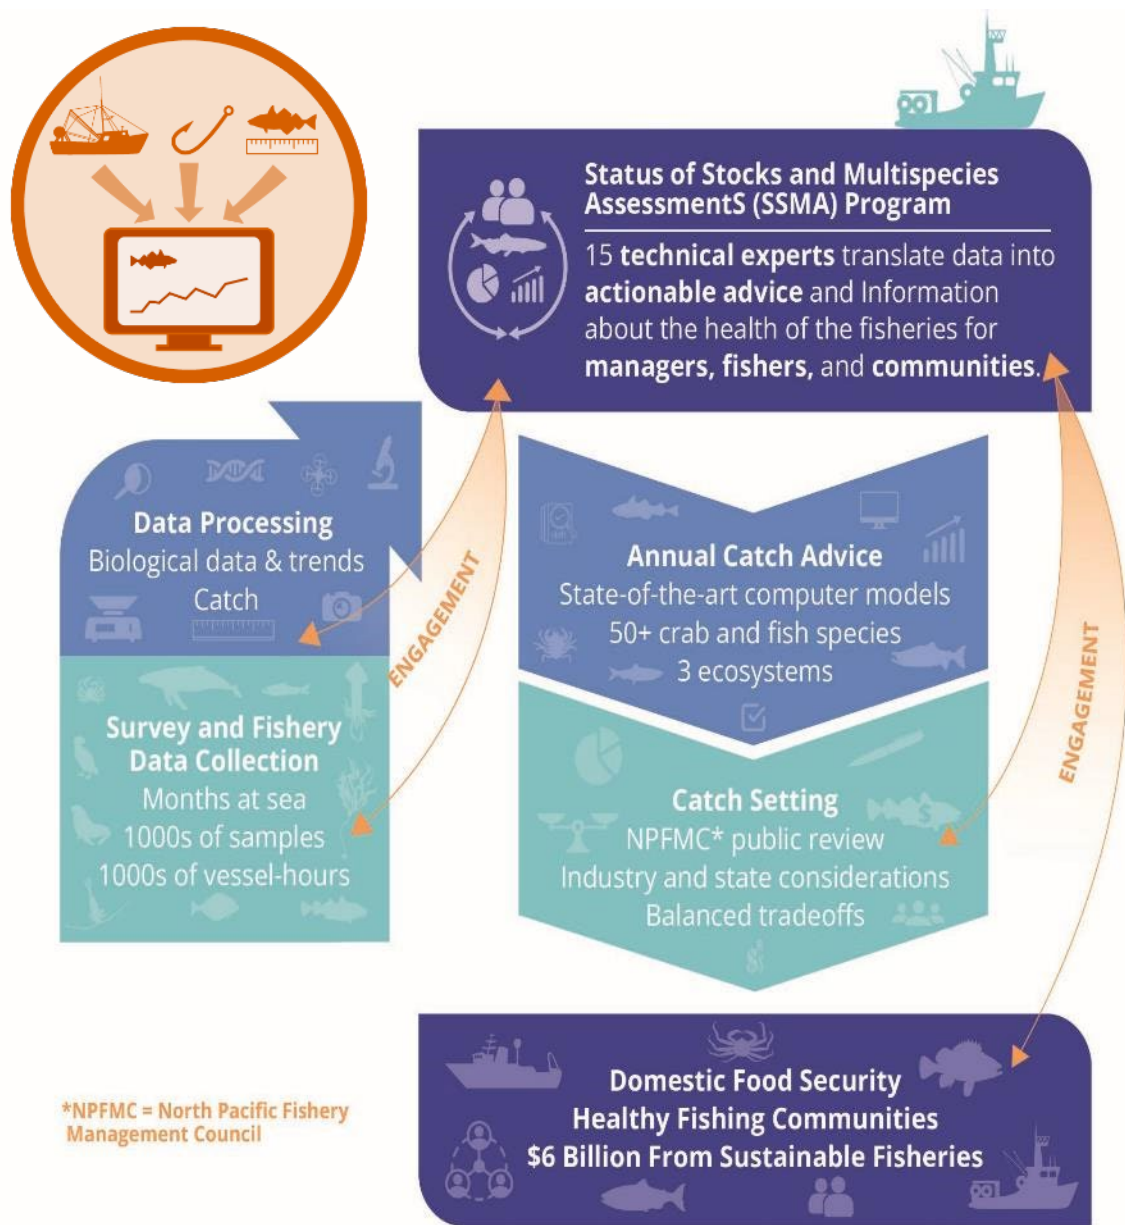 Status of Stocks and Multispecies
AssessmentS (SSMA) Program
15 technical experts translate data into
actionable advice and Information
about the health of the fisheries for
managers, fishers, and communities.
Data Processing
Biological data & trends
Catch
ENGAGEMENT
Survey and Fishery
Data Collection
Months at sea
1000s of samples
1000s of vessel-hours
Annual Catch Advice
State-of-the-art computer models
50+ crab and fish species
3 ecosystems
ENGAGEMENT
Catch Setting
NPFMC* public review
Industry and state considerations
Balanced tradeoffs
Domestic Food Security
Healthy Fishing Communities
$6 Billion From Sustainable Fisheries
*NPFMC = North Pacific Fishery
Management Council